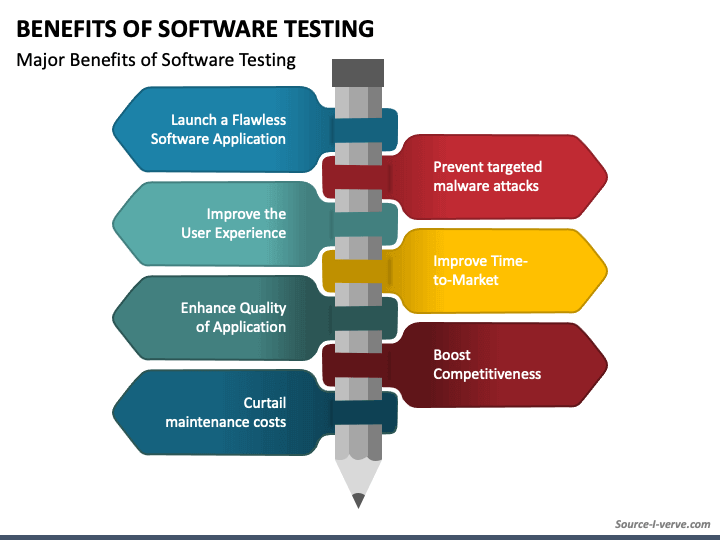 BENEFITS OF SOFTWARE TESTING
Major Benefits of Software Testing
Launch a Flawless
Software Application
Prevent targeted
malware attacks
Improve the
User Experience
Improve Time-
to-Market
Enhance Quality
of Application
Boost
Competitiveness
Curtail
maintenance costs
Source-I-verve.com